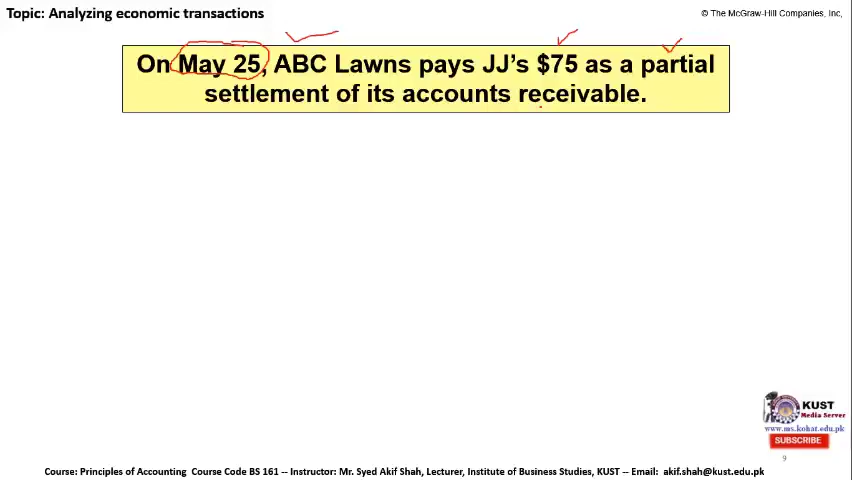 Topic: Analyzing economic transactions
© The McGraw-Hill Companies, Inc,
On May 25, ABC Lawns pays JJ's $75 as a partial
settlement of its accounts receivable.
KUST
Media Server
www.ms.kohat.edu.pk
SUBSCRIBE
9
Course: Principles of Accounting Course Code BS 161 -- Instructor: Mr. Syed Akif Shah, Lecturer, Institute of Business Studies, KUST -- Email: akif.shah@kust.edu.pk